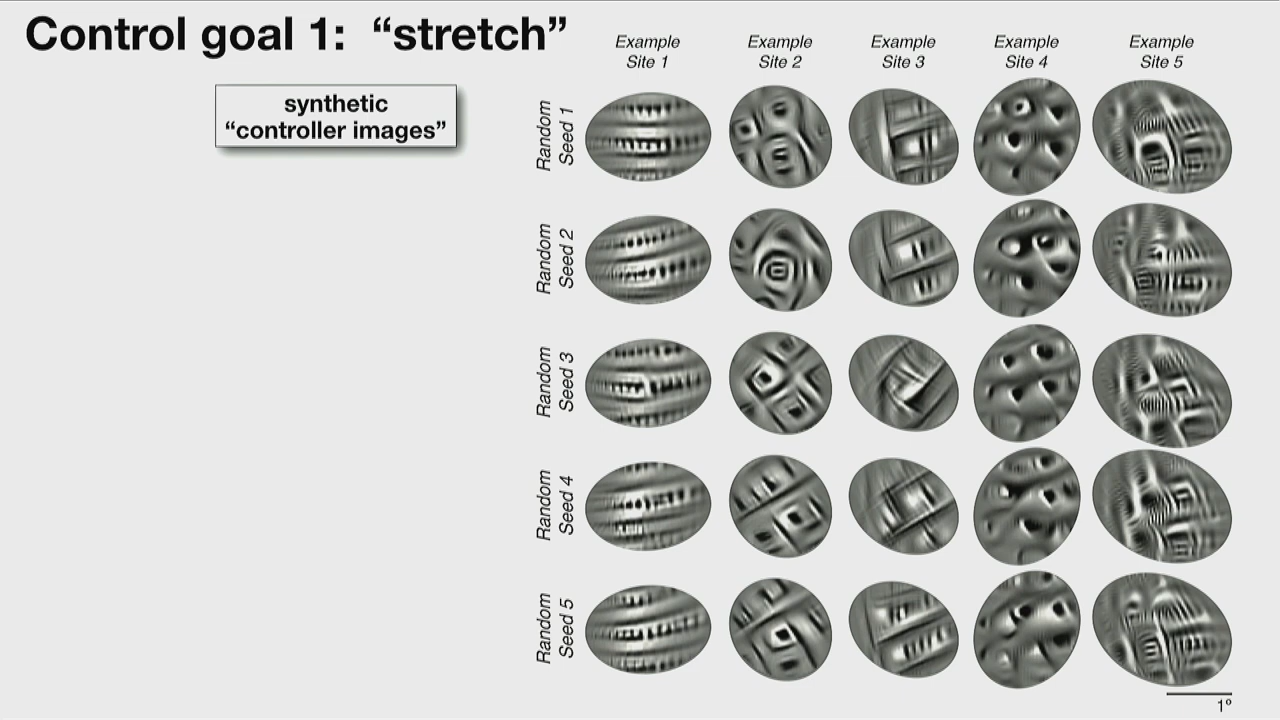 Control goal 1:  “stretch”
synthetic
“controller images”
Example
Site 1
Example
Site 2
Example
Site 3
Example
Site 4
Example
Site 5
Random
Seed 1
Random
Seed 2
Random
Seed 3
Random
Seed 4
Random
Seed 5
1º